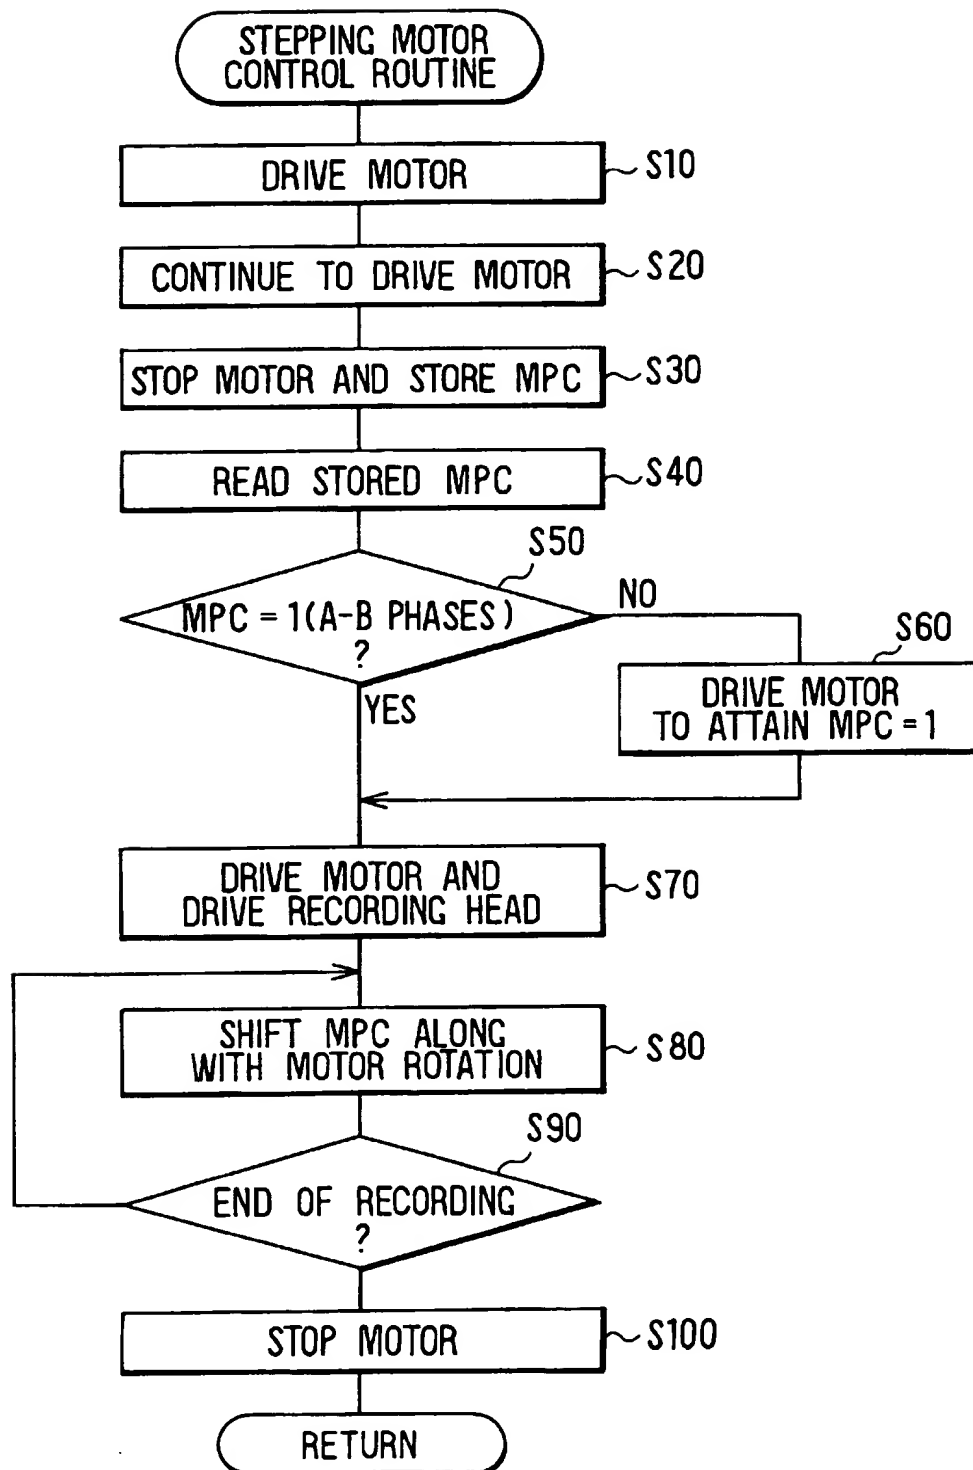 STEPPING MOTOR
CONTROL ROUTINE
DRIVE MOTOR
S10
CONTINUE TO DRIVE MOTOR
S20
STOP MOTOR AND STORE MPC
S30
READ STORED MPC
S40
S50
MPC = 1(A-B PHASES)
?
NO
YES
S60
DRIVE MOTOR
TO ATTAIN MPC = 1
DRIVE MOTOR AND
DRIVE RECORDING HEAD
S70
SHIFT MPC ALONG
WITH MOTOR ROTATION
S80
S90
END OF RECORDING
?
STOP MOTOR
S100
RETURN